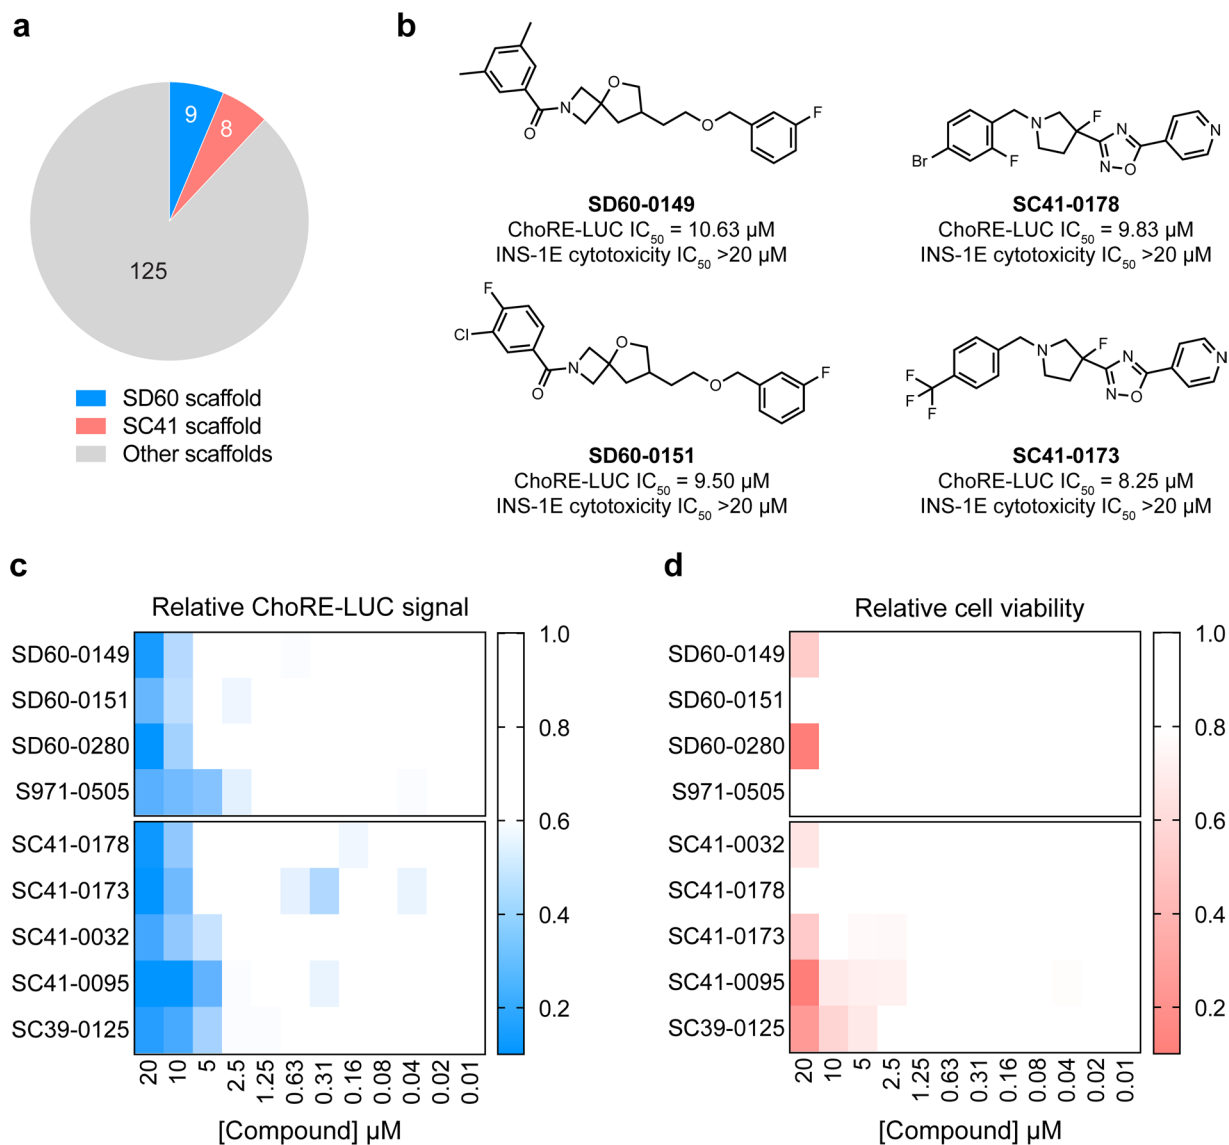 a
9
8
125
SD60 scaffold
SC41 scaffold
Other scaffolds
b
N
O
O
O
F
SD60-0149
ChoRE-LUC IC50 = 10.63 µM
INS-1E cytotoxicity IC50 >20 µM
Br
F
N
F
N
N
O
N
SC41-0178
ChoRE-LUC IC50 = 9.83 µM
INS-1E cytotoxicity IC50 >20 µM
F
Cl
O
N
O
O
F
SD60-0151
ChoRE-LUC IC50 = 9.50 µM
INS-1E cytotoxicity IC50 >20 µM
F
F
F
N
F
N
N
O
N
SC41-0173
ChoRE-LUC IC50 = 8.25 µM
INS-1E cytotoxicity IC50 >20 µM
c
Relative ChoRE-LUC signal
SD60-0149
SD60-0151
SD60-0280
S971-0505
SC41-0178
SC41-0173
SC41-0032
SC41-0095
SC39-0125
20 10 5 2.5 1.25 0.63 0.31 0.16 0.08 0.04 0.02 0.01
[Compound] µM
1.0
0.8
0.6
0.4
0.2
d
Relative cell viability
SD60-0149
SD60-0151
SD60-0280
S971-0505
SC41-0032
SC41-0178
SC41-0173
SC41-0095
SC39-0125
20 10 5 2.5 1.25 0.63 0.31 0.16 0.08 0.04 0.02 0.01
[Compound] µM
1.0
0.8
0.6
0.4
0.2